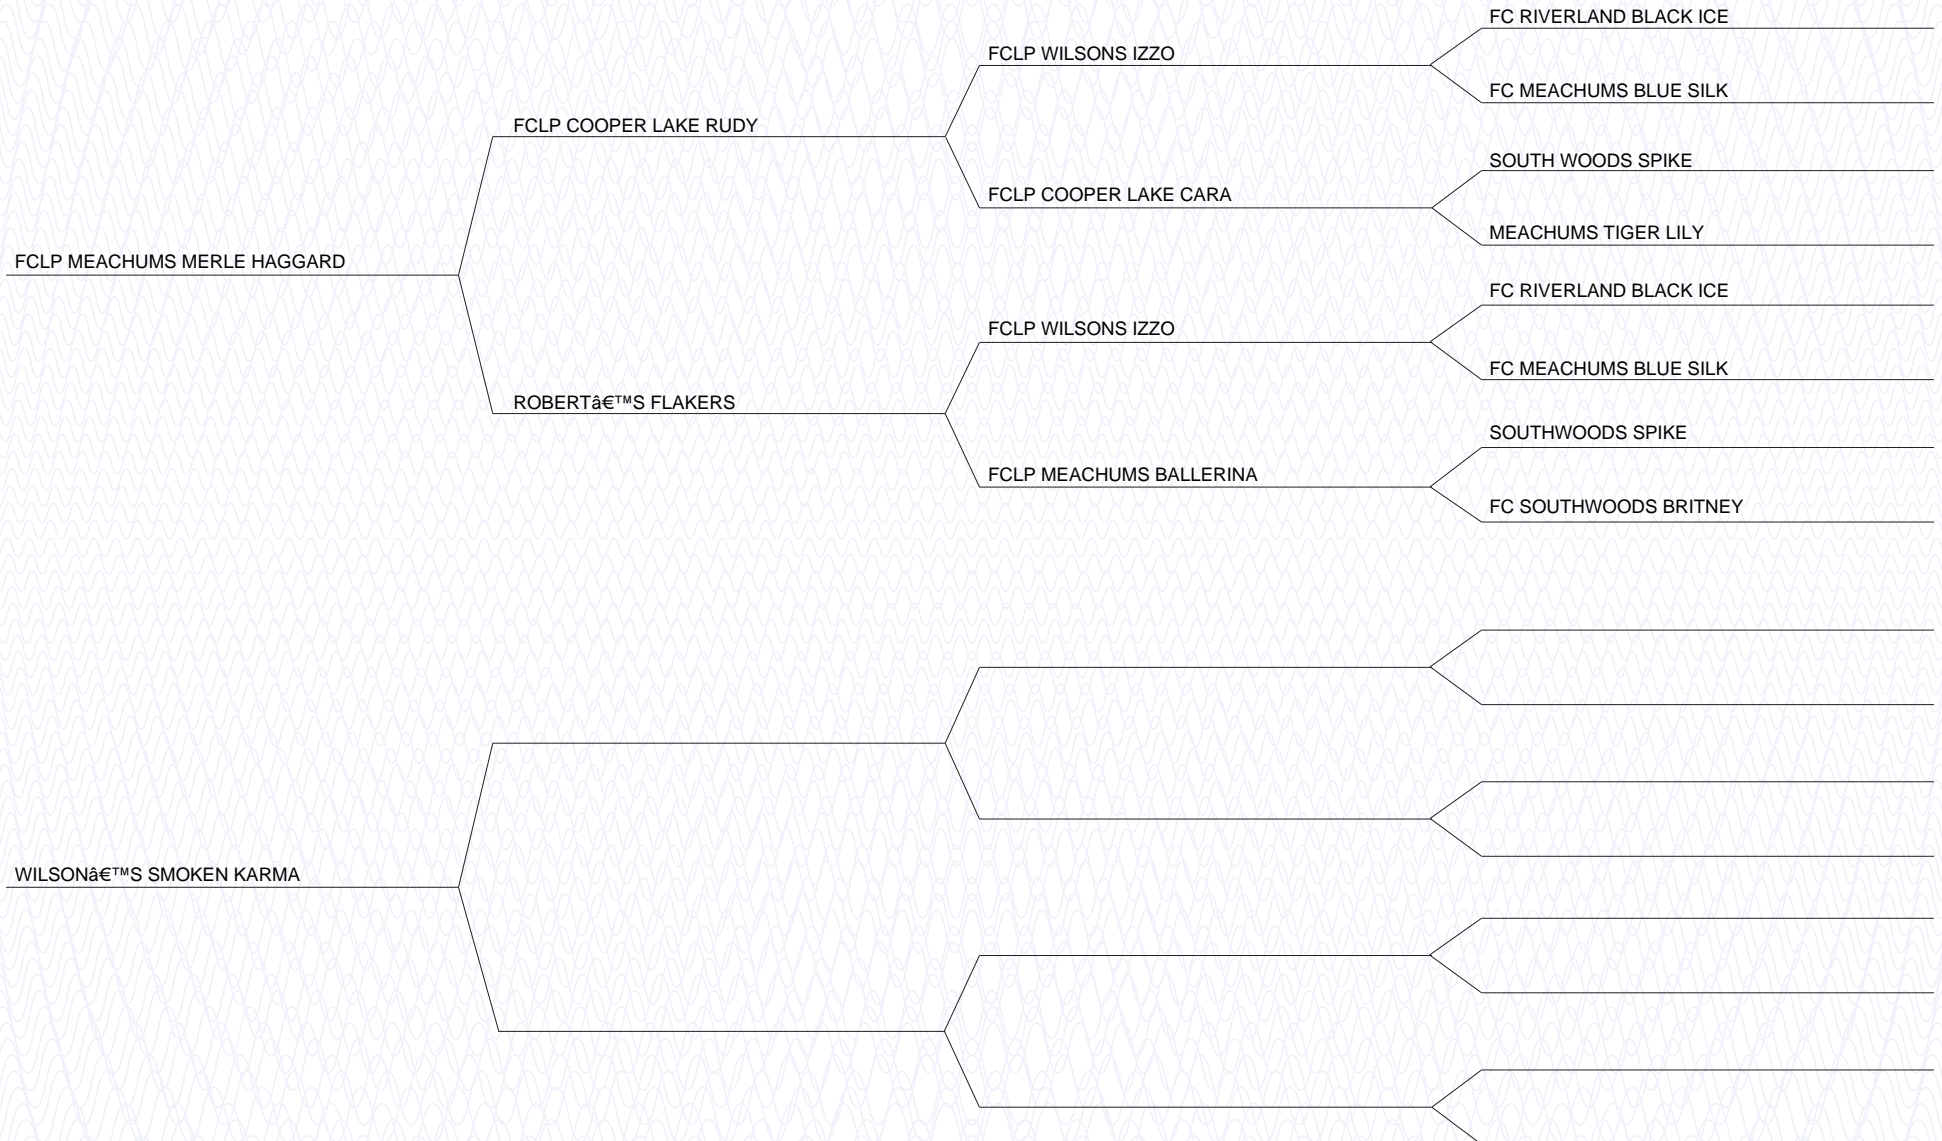 FC RIVERLAND BLACK ICE
FCLP WILSONS IZZO
FC MEACHUMS BLUE SILK
FCLP COOPER LAKE RUDY
SOUTH WOODS SPIKE
FCLP COOPER LAKE CARA
MEACHUMS TIGER LILY
FCLP MEACHUMS MERLE HAGGARD
FC RIVERLAND BLACK ICE
FCLP WILSONS IZZO
FC MEACHUMS BLUE SILK
ROBERTâ€™S FLAKERS
SOUTHWOODS SPIKE
FCLP MEACHUMS BALLERINA
FC SOUTHWOODS BRITNEY
WILSONâ€™S SMOKEN KARMA